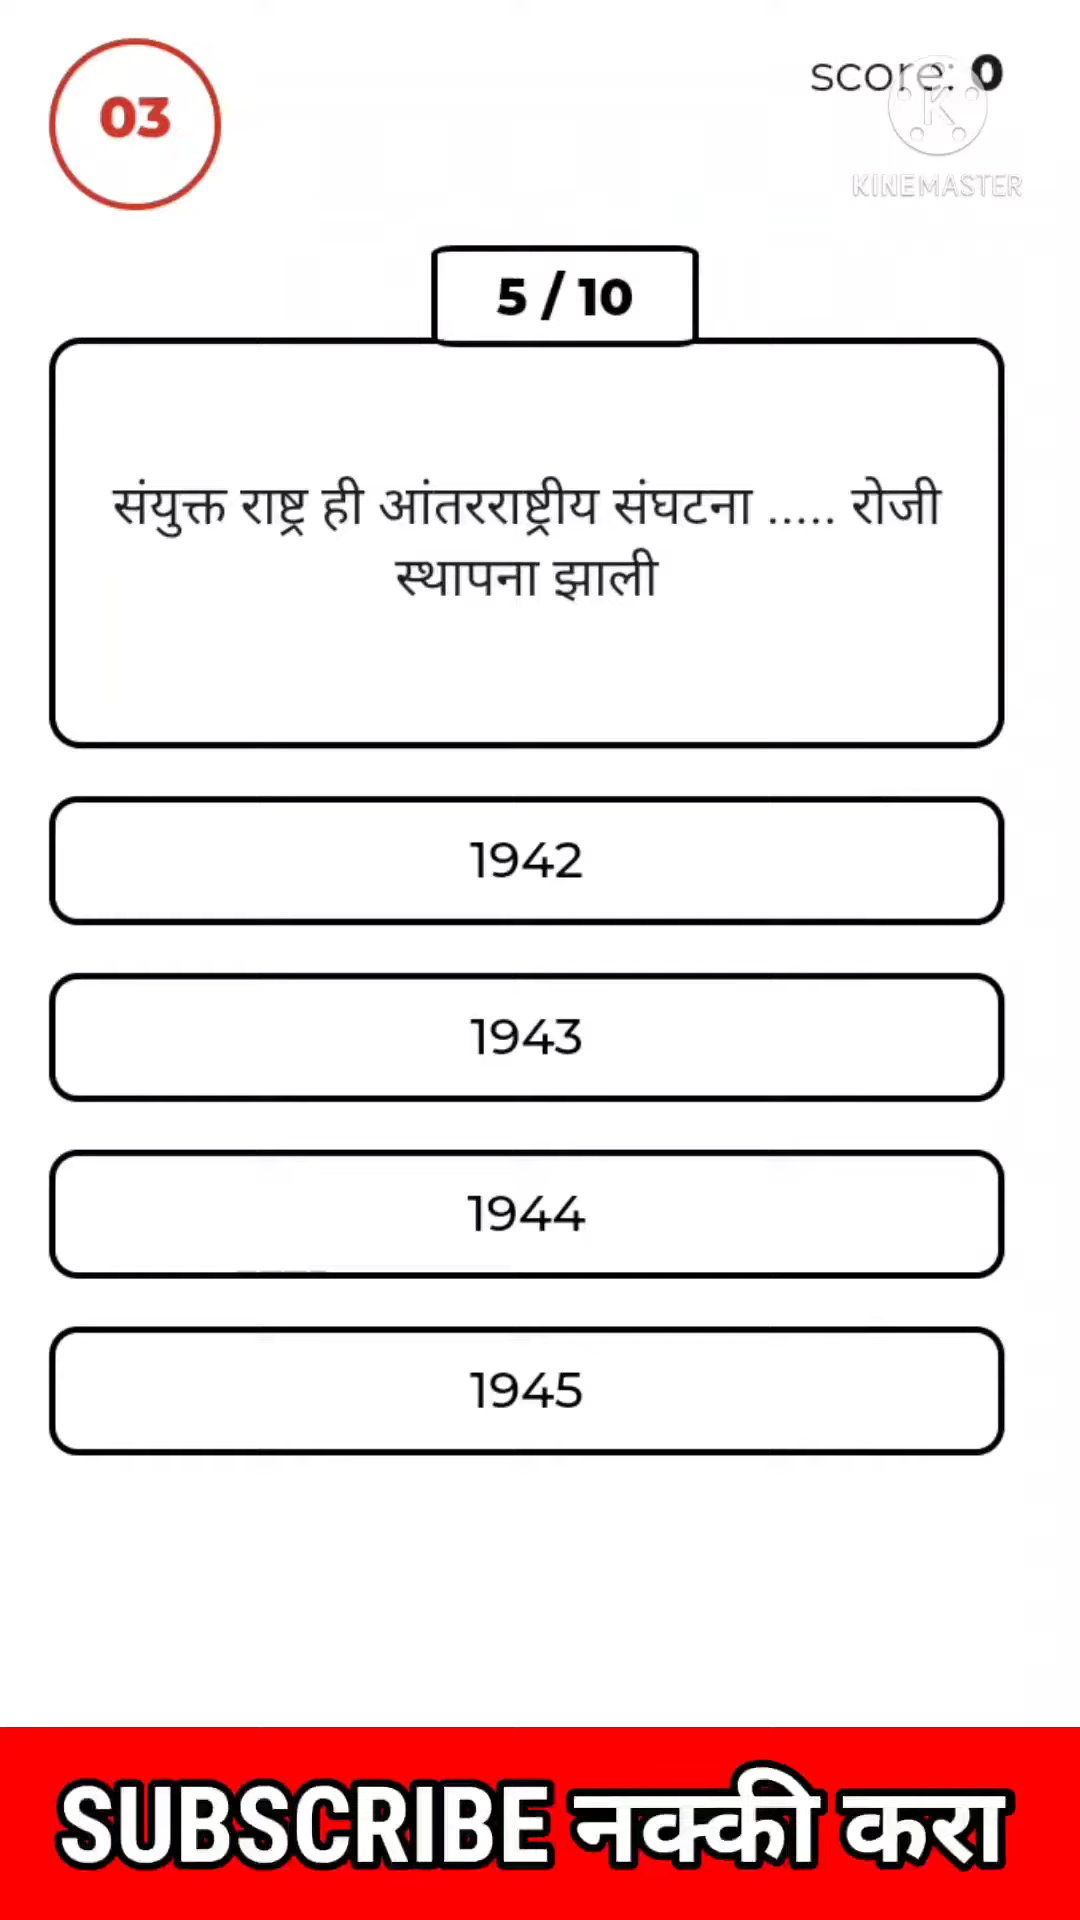 03
score: 0
KINEMASTER
5 / 10
संयुक्त राष्ट्र ही आंतरराष्ट्रीय संघटना ..... रोजी
स्थापना झाली
1942
1943
1944
1945
SUBSCRIBE नक्की करा